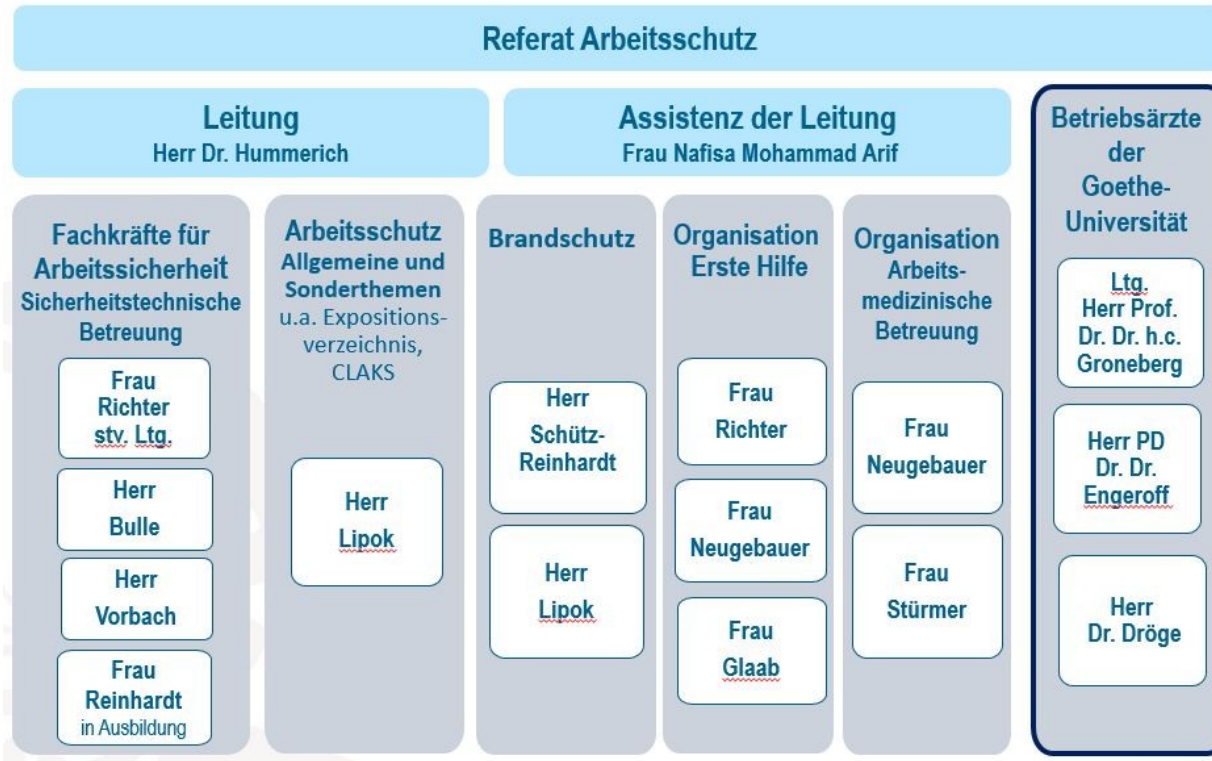 Referat Arbeitsschutz
Leitung
Herr Dr. Hummerich
Assistenz der Leitung
Frau Nafisa Mohammad Arif
Fachkräfte für
Arbeitssicherheit
Sicherheitstechnische
Betreuung
Frau
Richter
stv. Ltg.
Herr
Bulle
Herr
Vorbach
Frau
Reinhardt
in Ausbildung
Arbeitsschutz
Allgemeine und
Sonderthemen
u.a. Expositions-
verzeichnis,
CLAKS
Herr
Lipok
Brandschutz
Herr
Schütz-
Reinhardt
Herr
Lipok
Organisation
Erste Hilfe
Frau
Richter
Frau
Neugebauer
Frau
Glaab
Organisation
Arbeits-
medizinische
Betreuung
Frau
Neugebauer
Frau
Stürmer
Betriebsärzte
der
Goethe-
Universität
Ltg.
Herr Prof.
Dr. Dr. h.c.
Groneberg
Herr PD
Dr. Dr.
Engeroff
Herr
Dr. Dröge